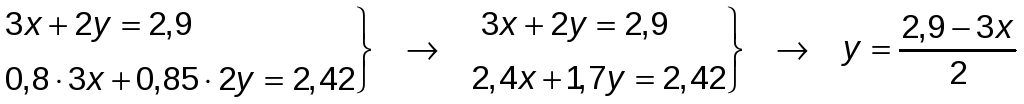 3x + 2y = 2,9
0,8 · 3x + 0,85 · 2y = 2,42 } → 3x + 2y = 2,9
2,4x + 1,7y = 2,42 } → y = (2,9 − 3x)/2